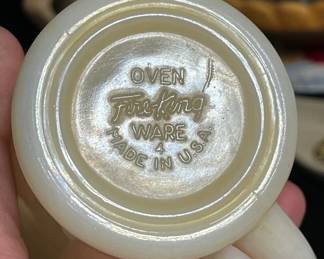 OVEN
Fire-King
WARE
4
MADE IN U.S.A.